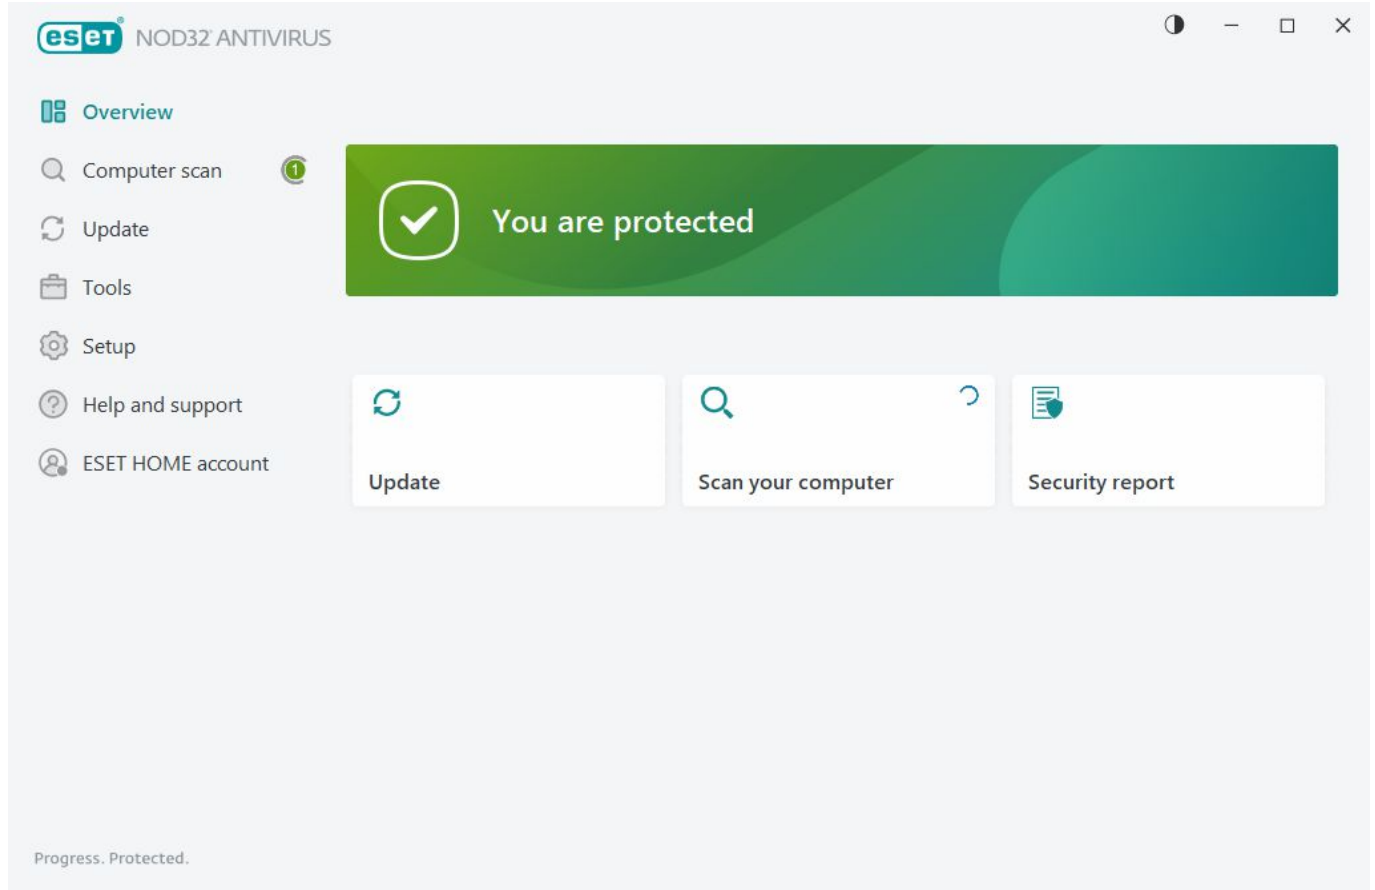 eset® NOD32® ANTIVIRUS
Overview
Computer scan 1
Update
Tools
Setup
Help and support
ESET HOME account
You are protected
Update
Scan your computer
Security report
Progress. Protected.